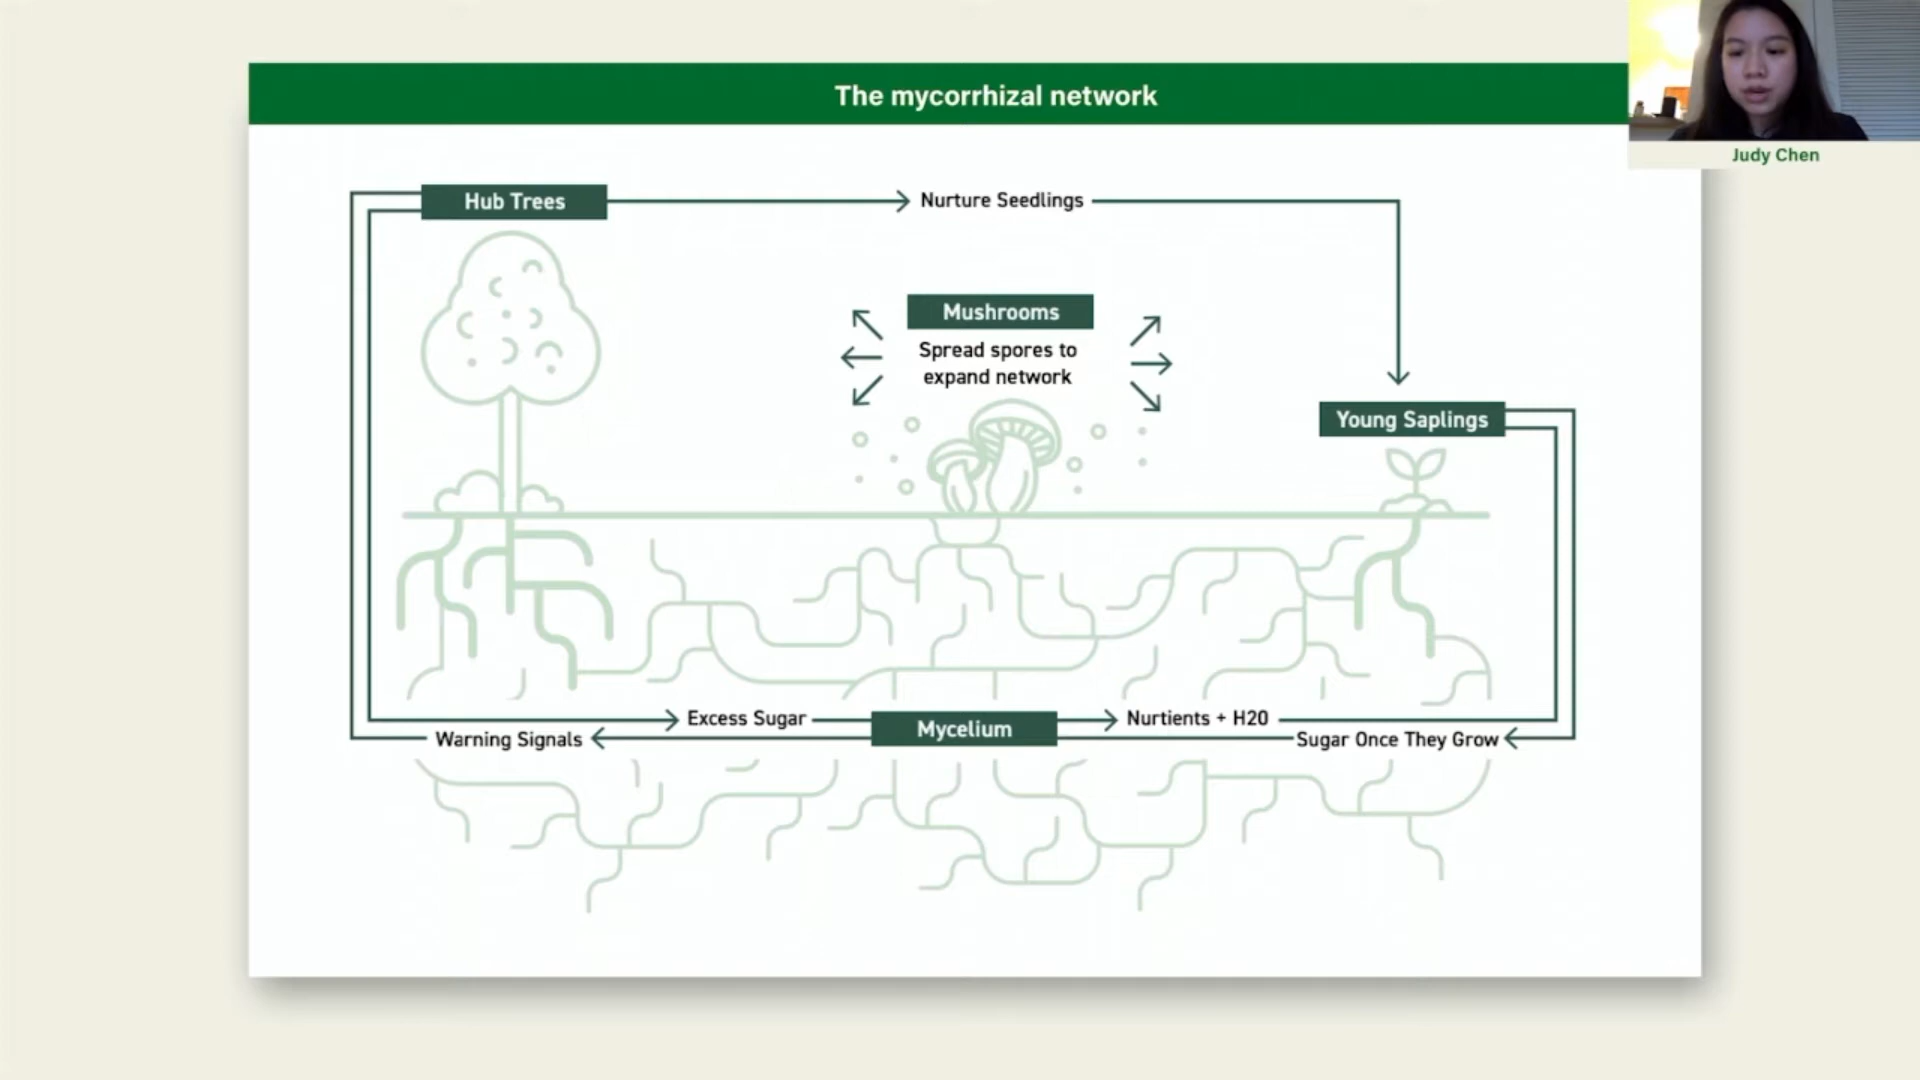 The mycorrhizal network
Judy Chen
Hub Trees
Nurture Seedlings
Mushrooms
Spread spores to
expand network
Young Saplings
Excess Sugar
Mycelium
Nurtients + H20
Warning Signals
Sugar Once They Grow